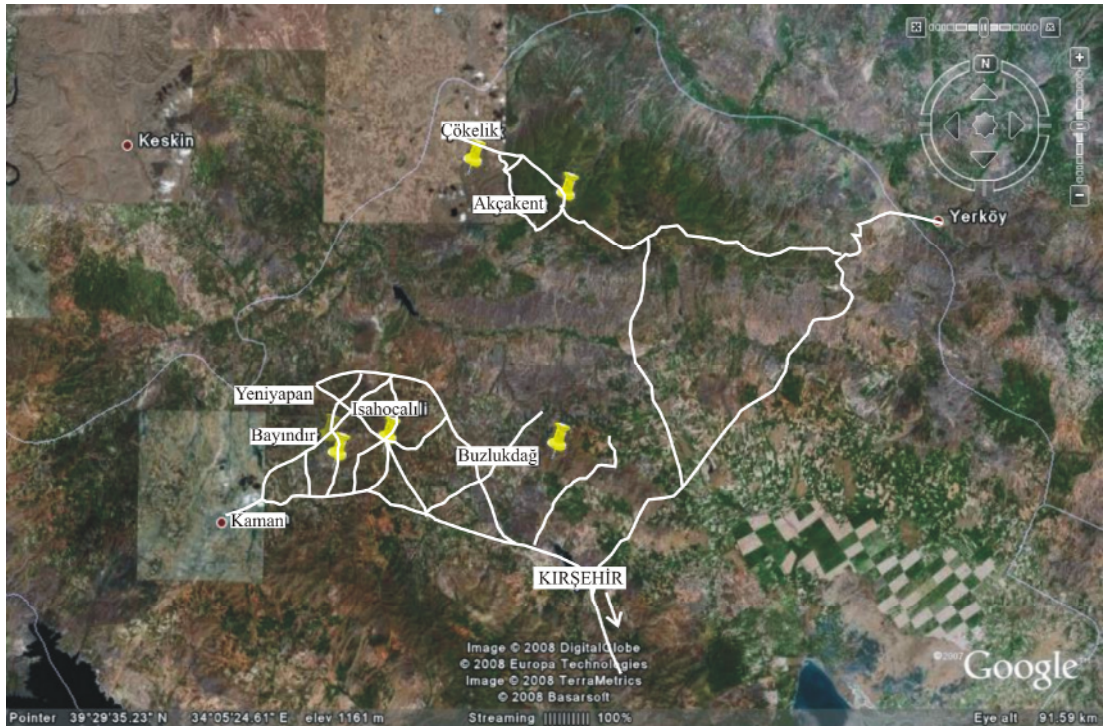 N
Keskin
Çökelik
Akçakent
Yerköy
Yeniyapan
Isahocalıli
Bayındır
Buzlukdağ
Kaman
KIRŞEHİR
Image © 2008 DigitalGlobe
© 2008 Europa Technologies
Image © 2008 TerraMetrics
© 2008 Basarsoft
©2007 Google
Pointer 39°29'35.23" N 34°05'24.61" E elev 1161 m Streaming 100% Eye alt 91.59 km